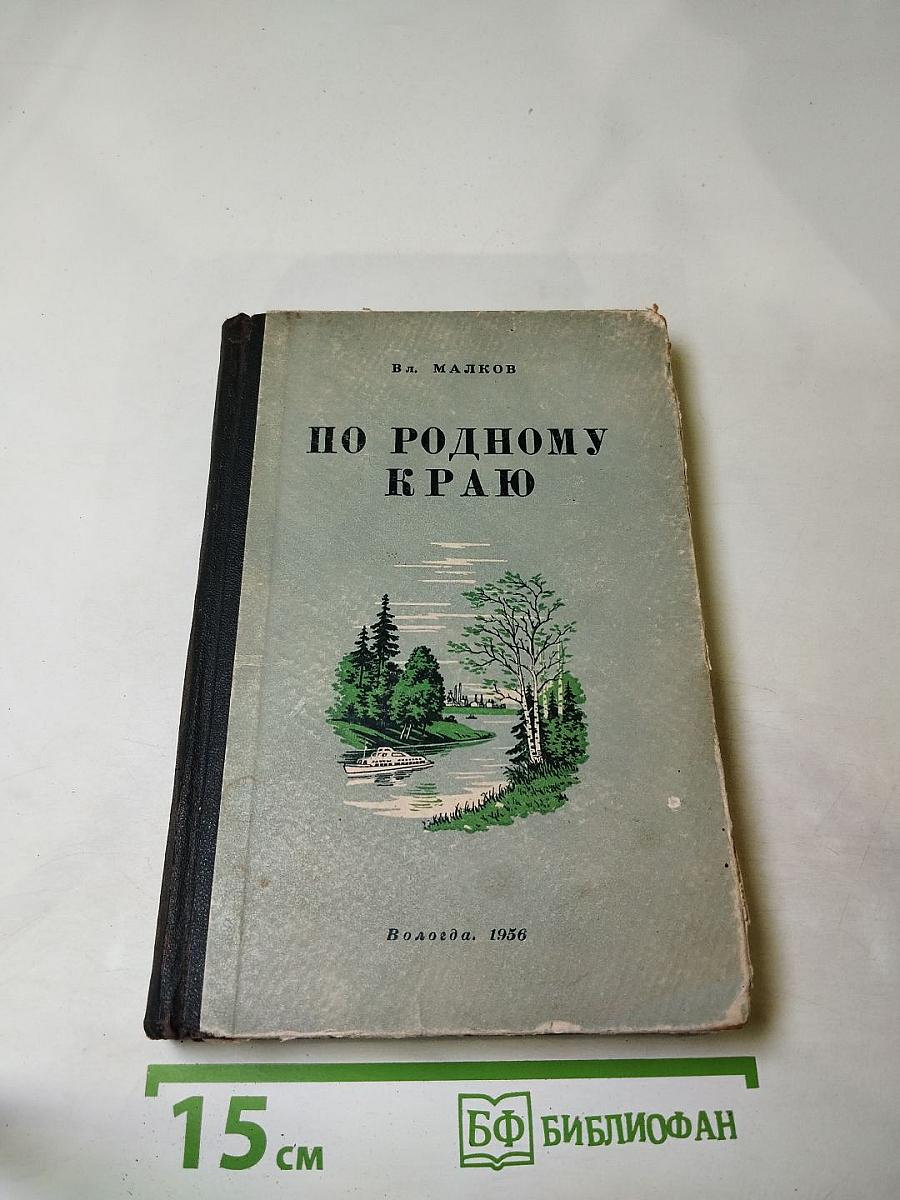 Вл. МАЛКОВ
ПО РОДНОМУ
КРАЮ
Вологда. 1956
15 см
БФ БИБЛИОФАН